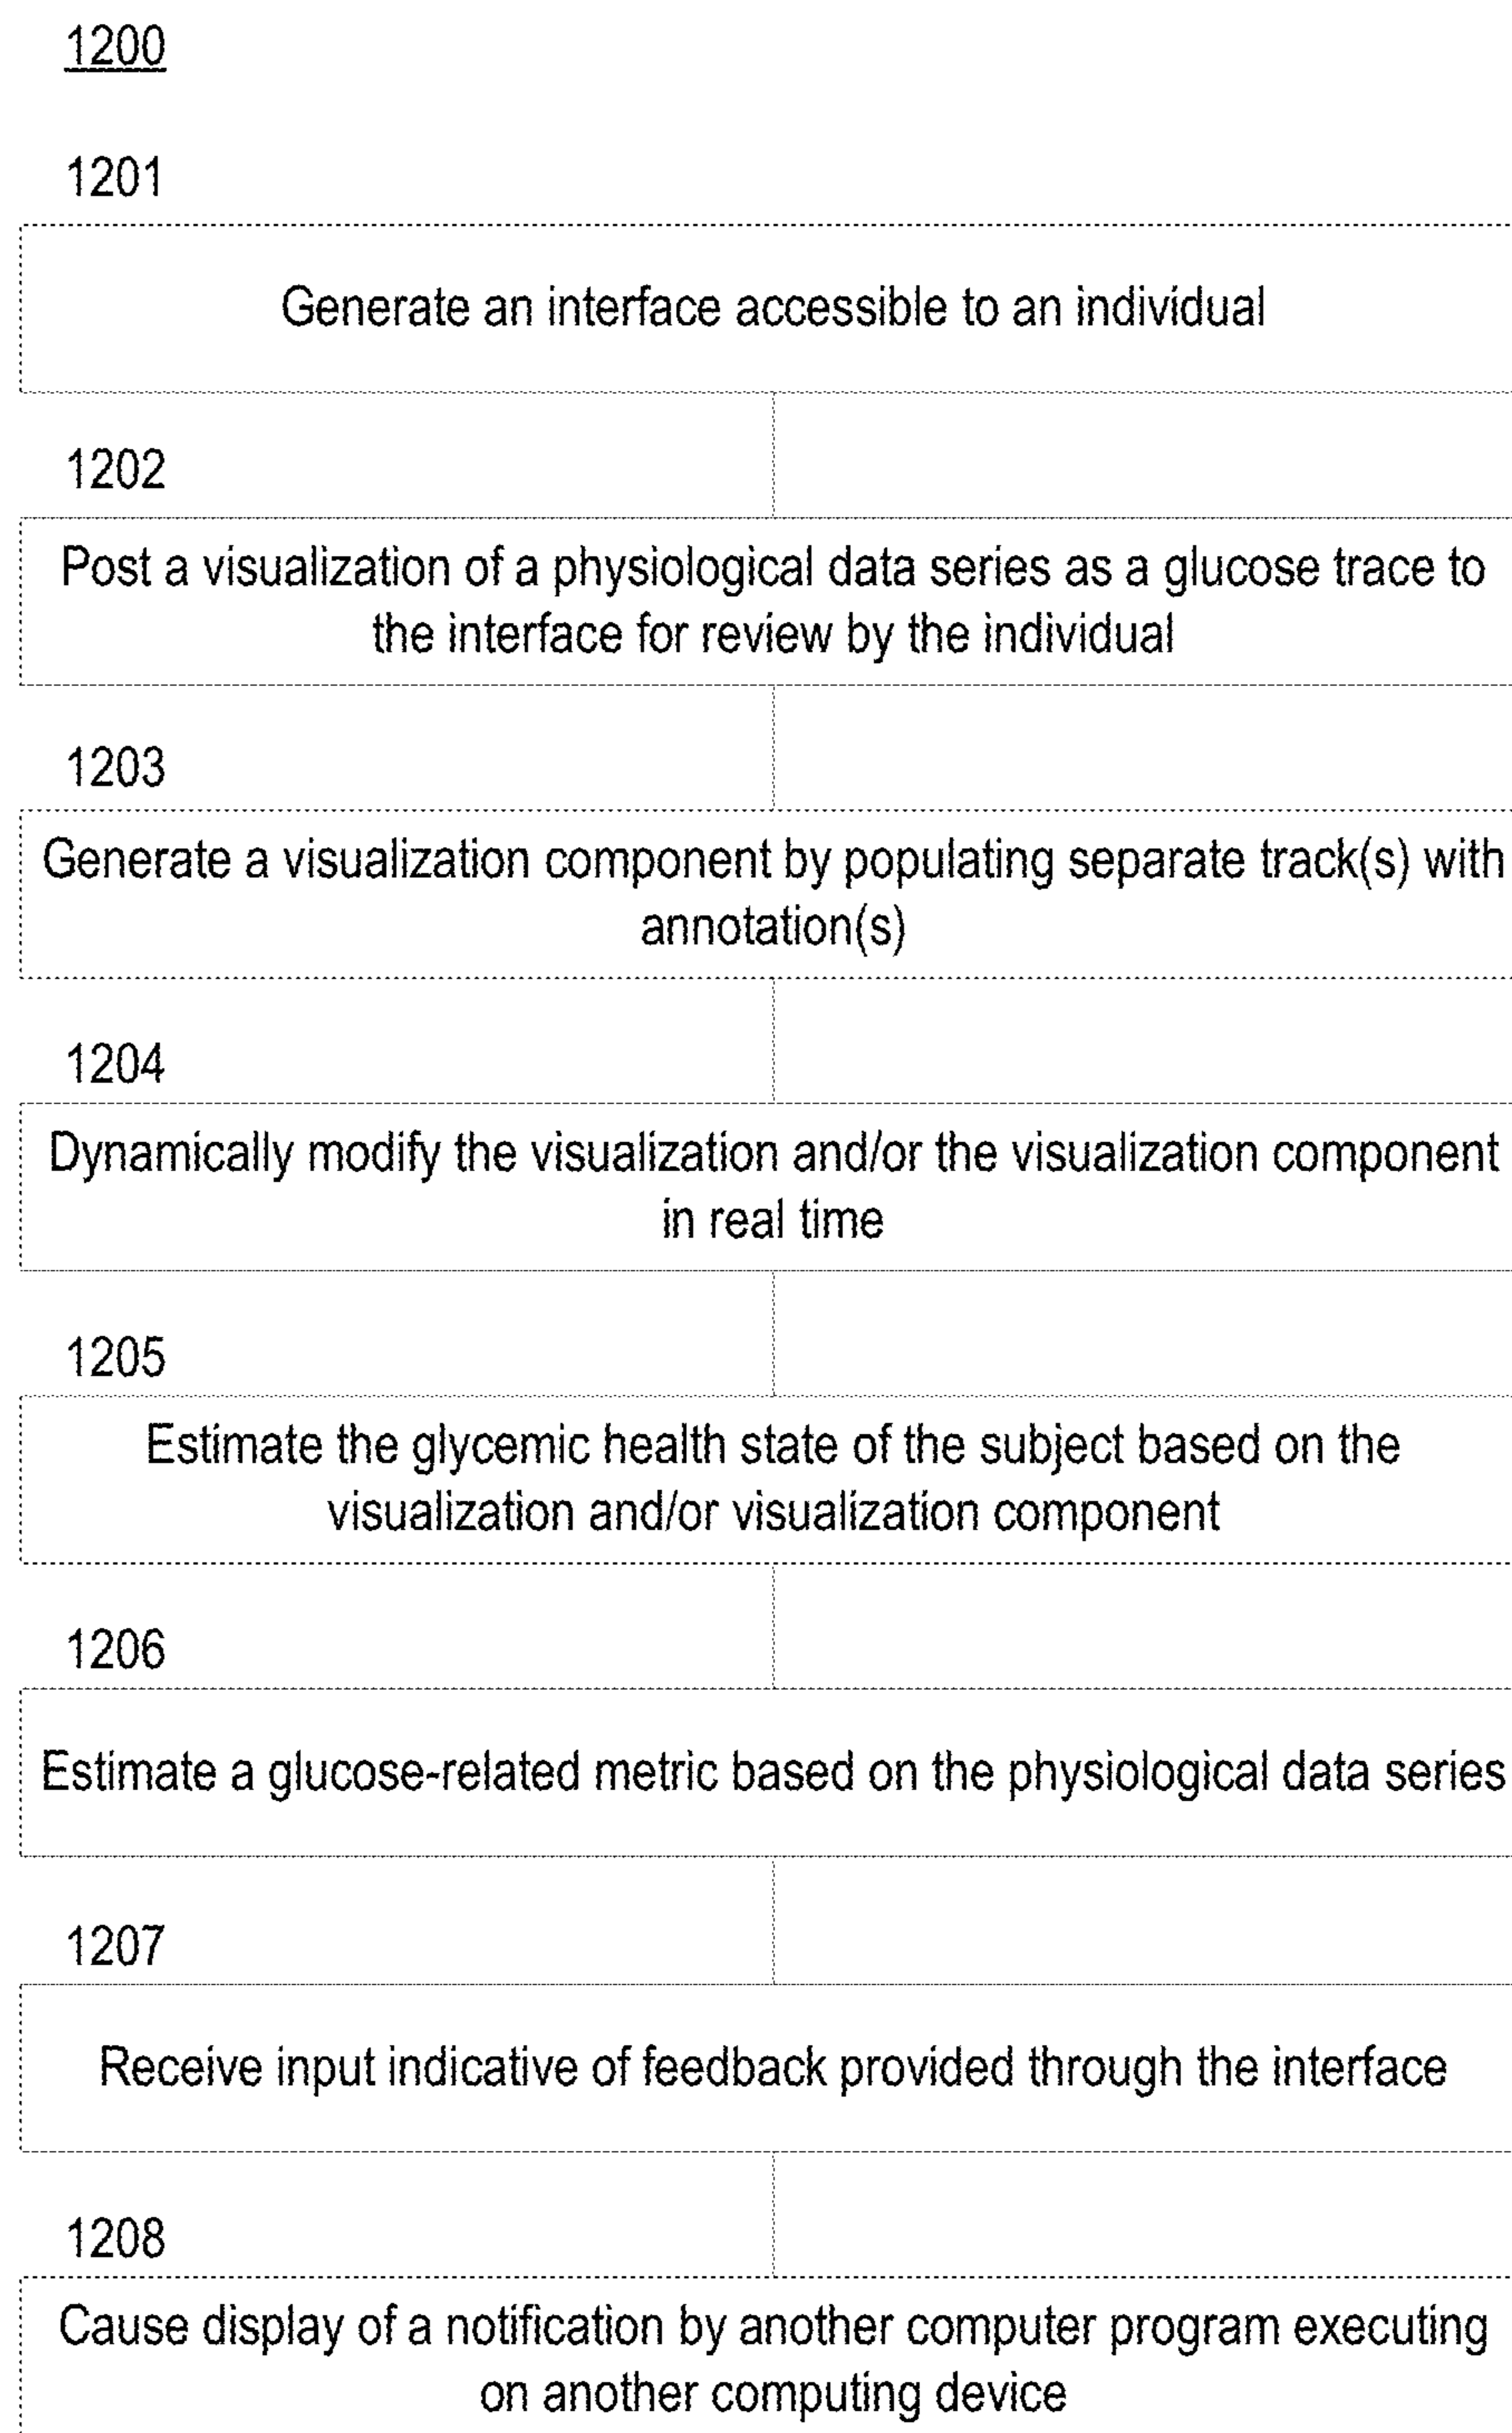 1200
1201
Generate an interface accessible to an individual
1202
Post a visualization of a physiological data series as a glucose trace to
the interface for review by the individual
1203
Generate a visualization component by populating separate track(s) with
annotation(s)
1204
Dynamically modify the visualization and/or the visualization component
in real time
1205
Estimate the glycemic health state of the subject based on the
visualization and/or visualization component
1206
Estimate a glucose-related metric based on the physiological data series
1207
Receive input indicative of feedback provided through the interface
1208
Cause display of a notification by another computer program executing
on another computing device